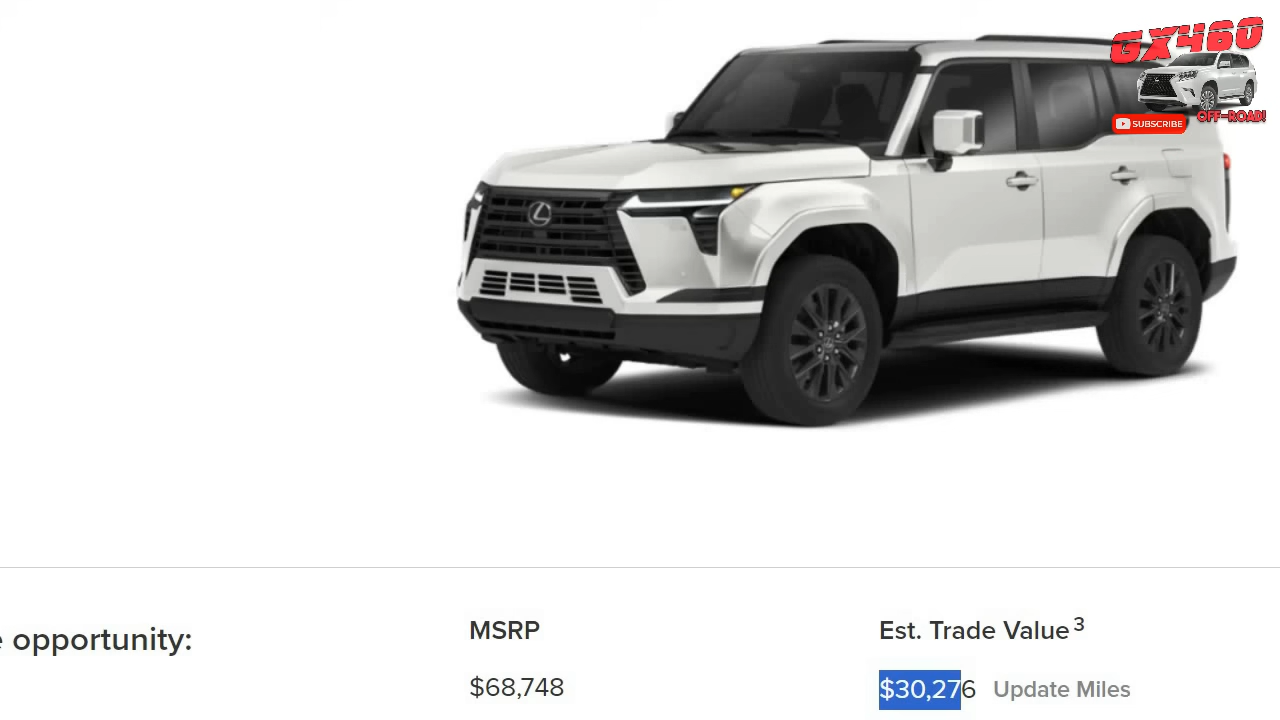 GX460
OFF-ROAD!
SUBSCRIBE
e opportunity:
MSRP
Est. Trade Value 3
$68,748
$30,276 Update Miles